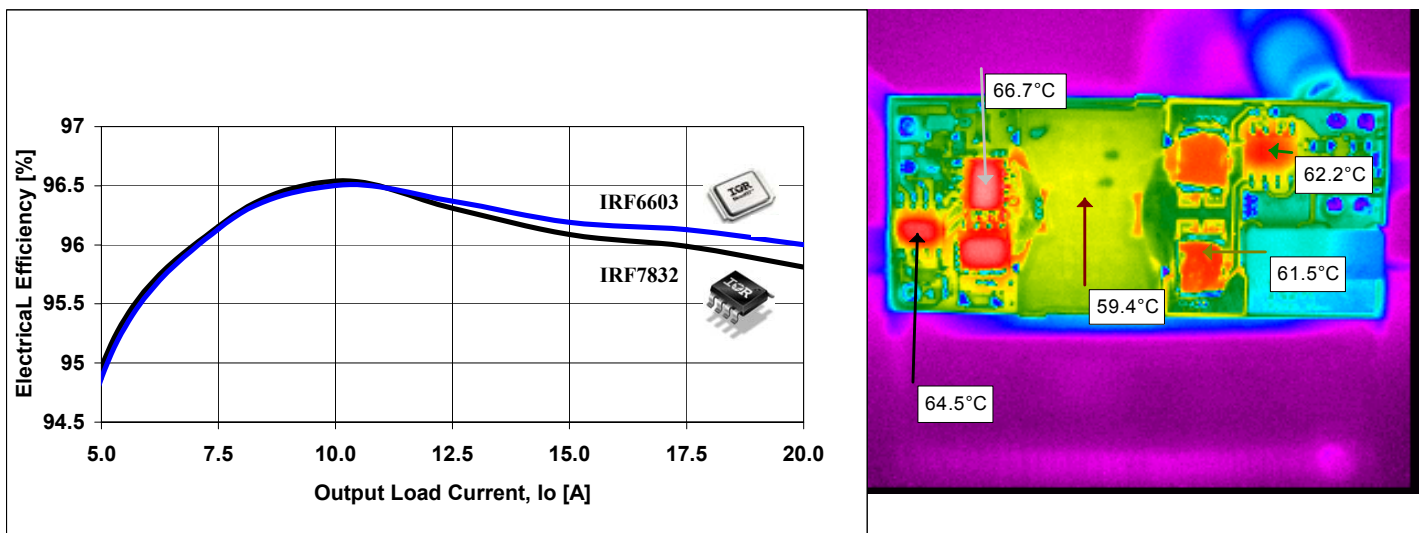 97
96.5
96
95.5
95
94.5
Electrical Efficiency [%]
5.0 7.5 10.0 12.5 15.0 17.5 20.0
Output Load Current, Io [A]
IRF6603
IRF7832
IOR
IOR
66.7°C
62.2°C
61.5°C
59.4°C
64.5°C